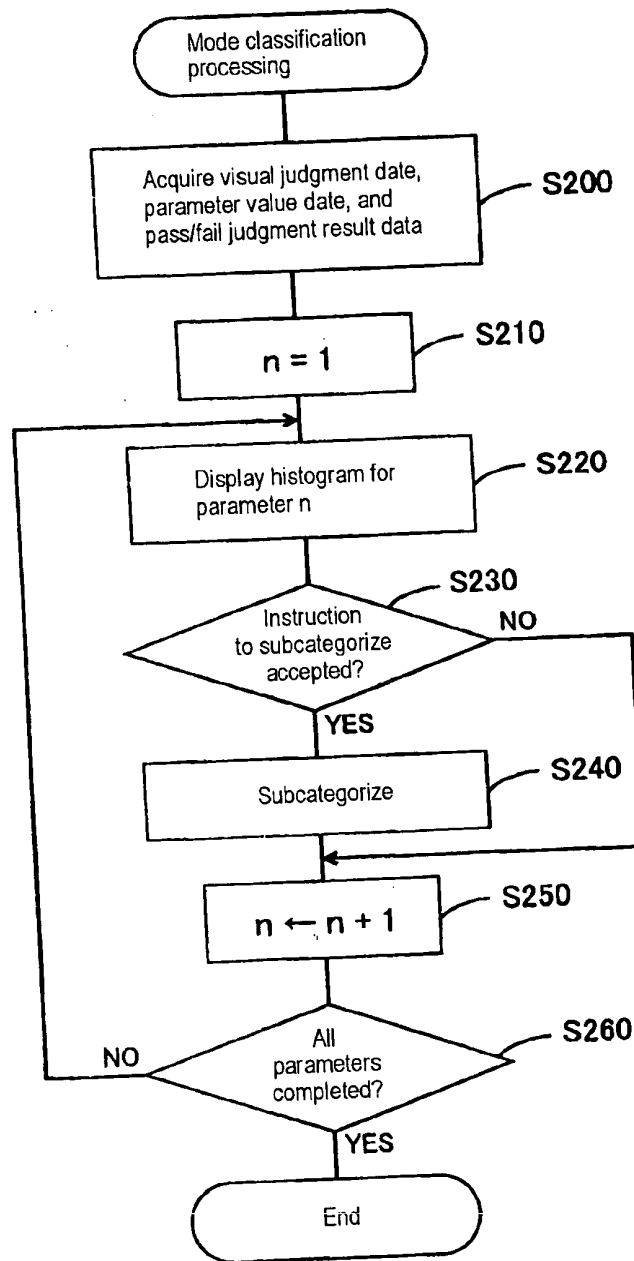 Mode classification
processing
Acquire visual judgment date,
parameter value date, and
pass/fail judgment result data
S200
n = 1
S210
Display histogram for
parameter n
S220
S230
Instruction
to subcategorize
accepted?
NO
YES
Subcategorize
S240
n ← n + 1
S250
All
parameters
completed?
S260
NO
YES
End